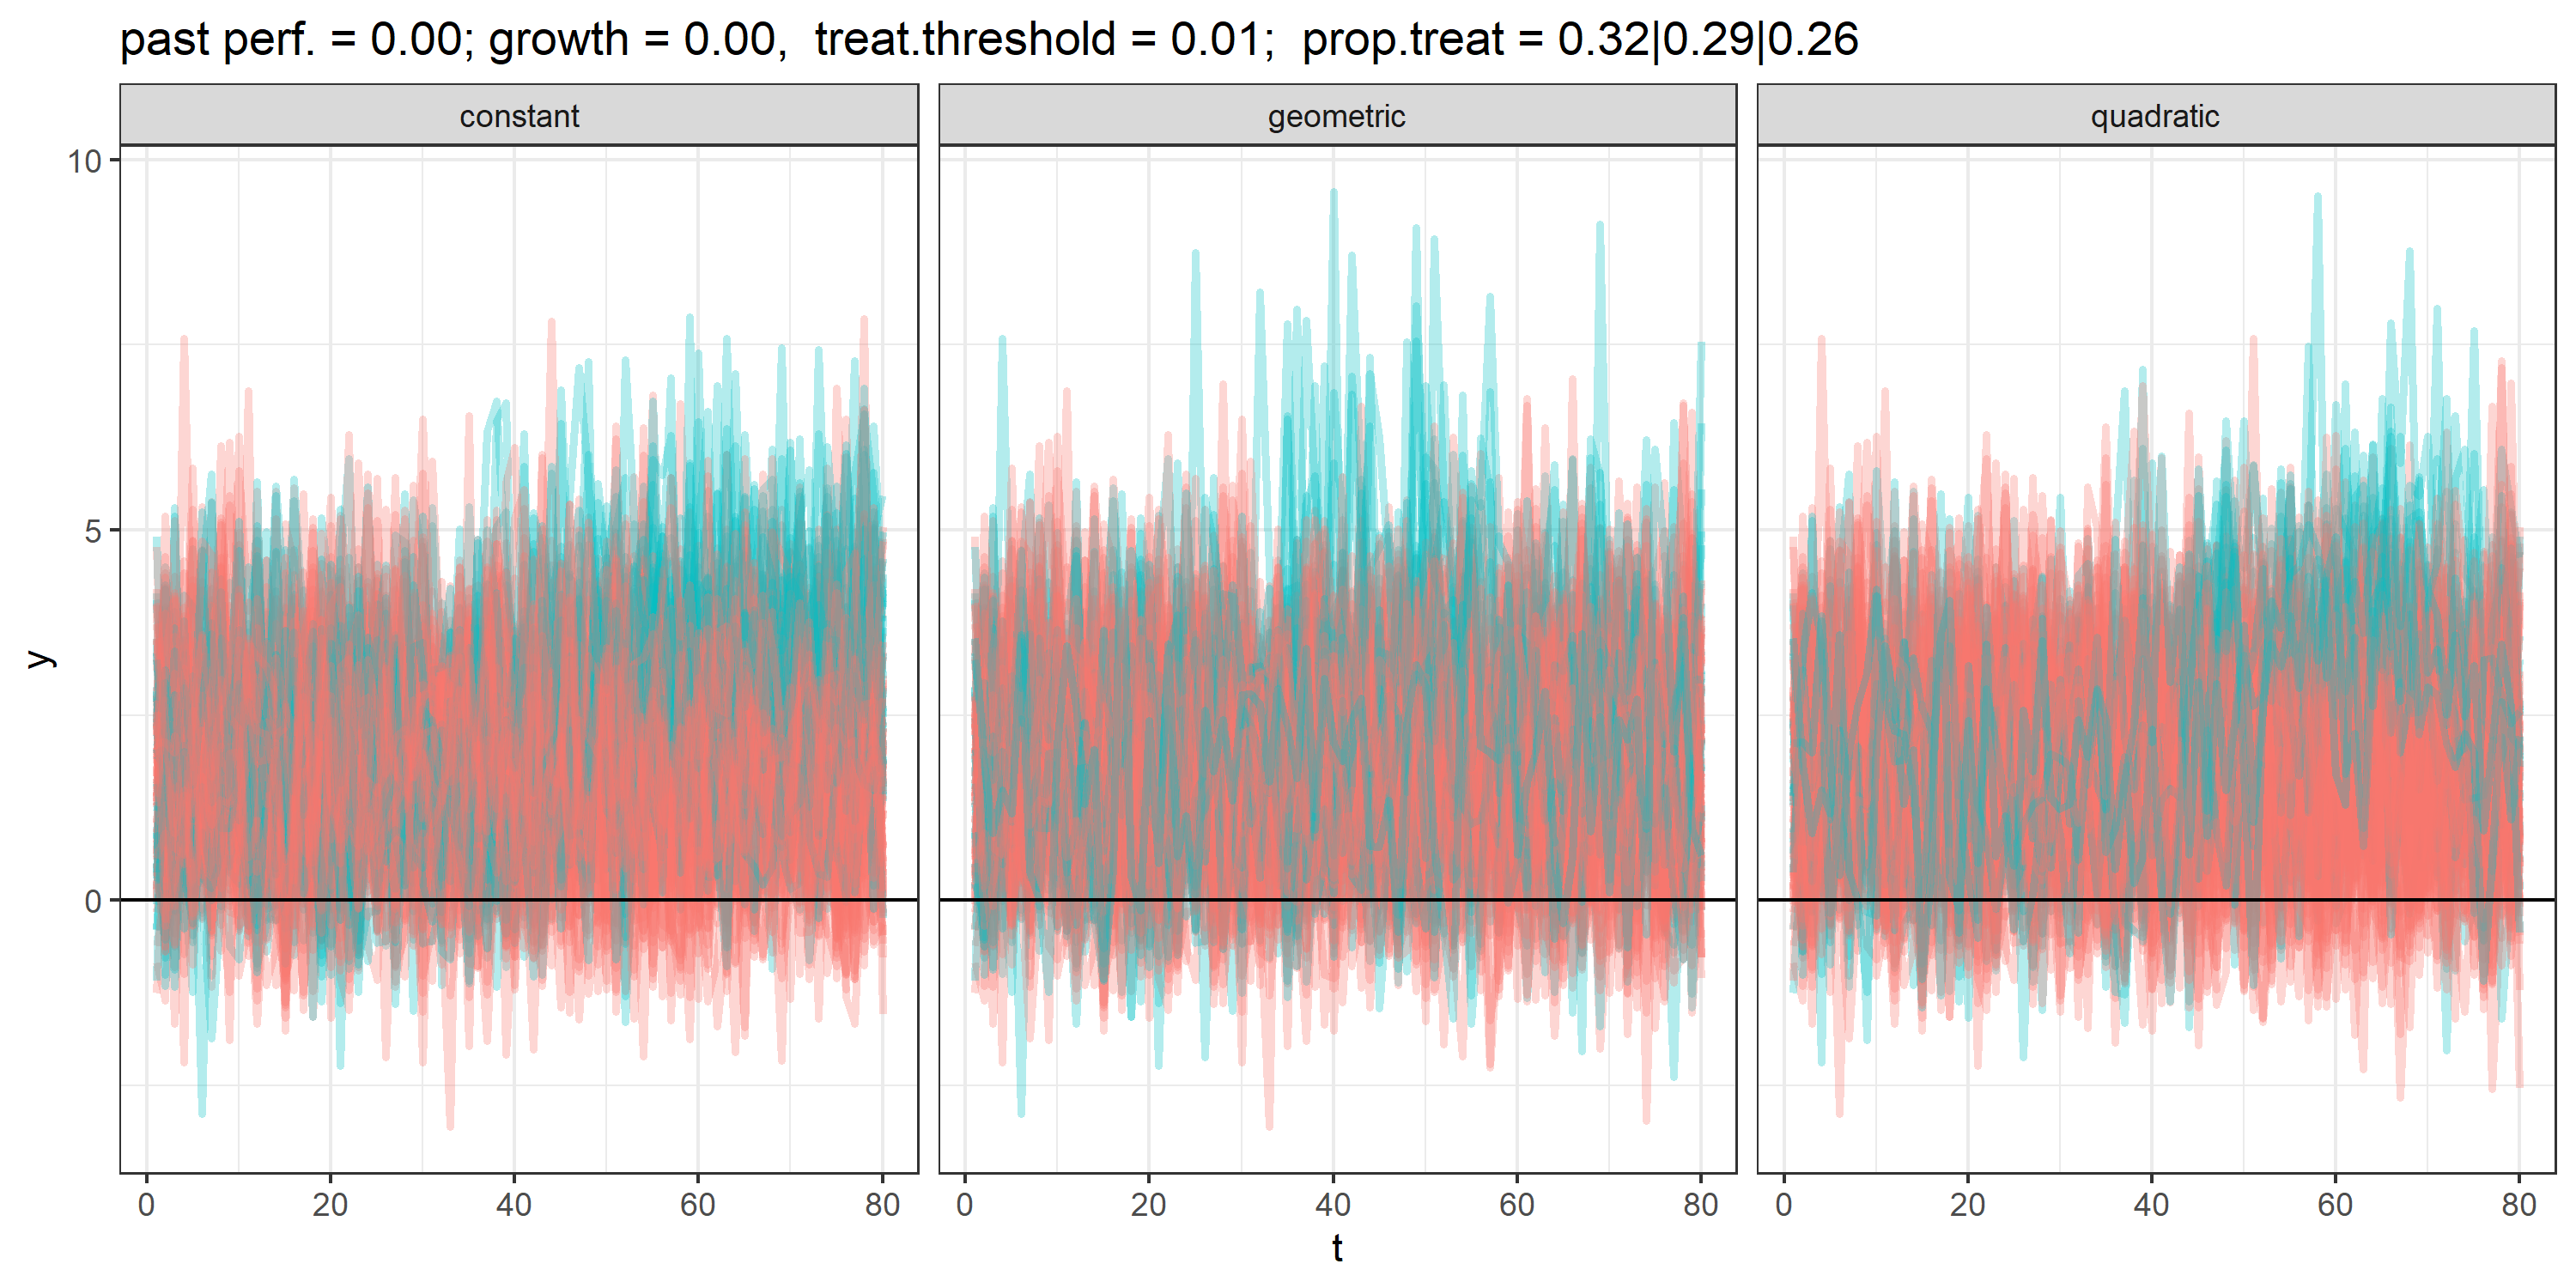 past perf. = 0.00; growth = 0.00,  treat.threshold = 0.01;  prop.treat = 0.32|0.29|0.26
constant geometric quadratic
10
5
y
0
0 20 40 60 80 0 20 40 60 80 0 20 40 60 80
t